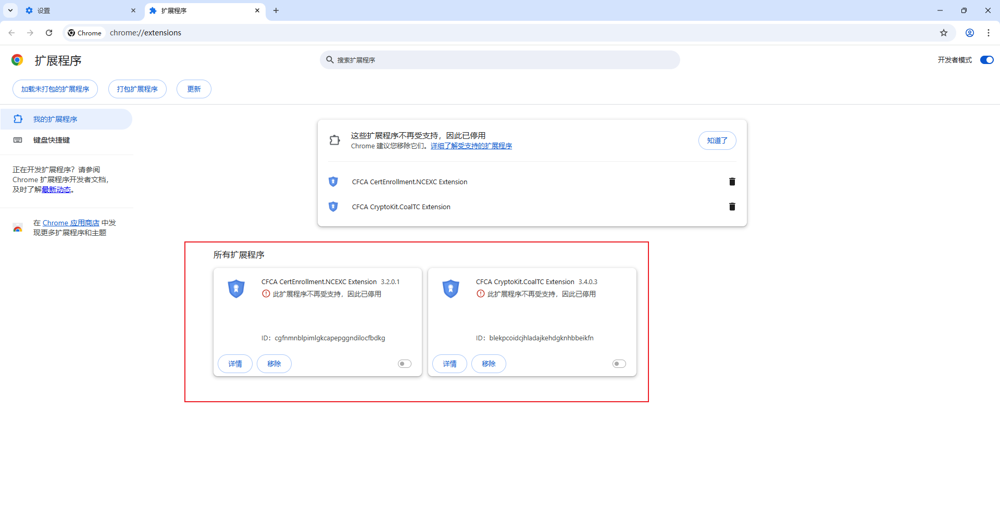 设置
扩展程序
Chrome
chrome://extensions
扩展程序
搜索扩展程序
开发者模式
加载未打包的扩展程序
打包扩展程序
更新
我的扩展程序
键盘快捷键
正在开发扩展程序？请参阅
Chrome 扩展程序开发者文档，
及时了解最新动态。
在 Chrome 应用商店 中发
现更多扩展程序和主题
这些扩展程序不再受支持，因此已停用
Chrome 建议您移除它们。详细了解受支持的扩展程序
知道了
CFCA CertEnrollment.NCEXC Extension
CFCA CryptoKit.CoalTC Extension
所有扩展程序
CFCA CertEnrollment.NCEXC Extension 3.2.0.1
此扩展程序不再受支持，因此已停用
ID：cgfnmnblpimlgkcapepggndilocfbdkg
详情
移除
CFCA CryptoKit.CoalTC Extension 3.4.0.3
此扩展程序不再受支持，因此已停用
ID：blekpcoidcjhladajkehdgknhbbeikfn
详情
移除